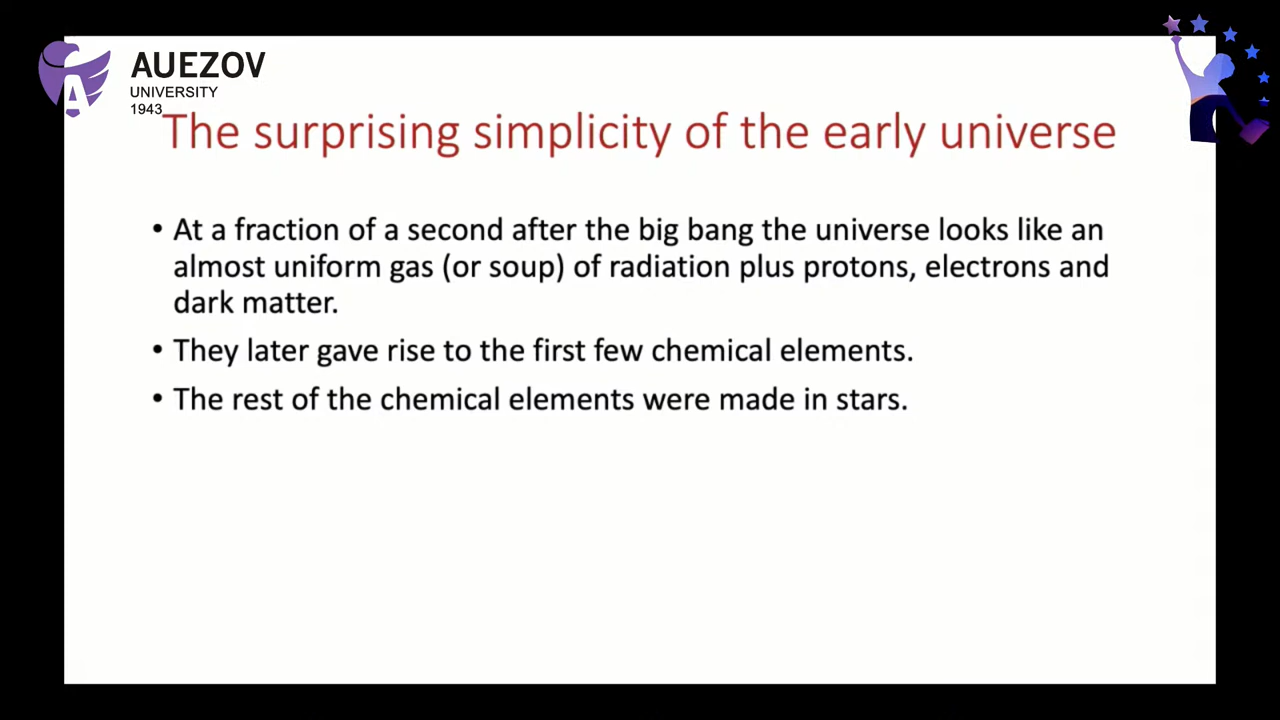 AUEZOV
UNIVERSITY
1943
The surprising simplicity of the early universe
• At a fraction of a second after the big bang the universe looks like an
almost uniform gas (or soup) of radiation plus protons, electrons and
dark matter.
• They later gave rise to the first few chemical elements.
• The rest of the chemical elements were made in stars.